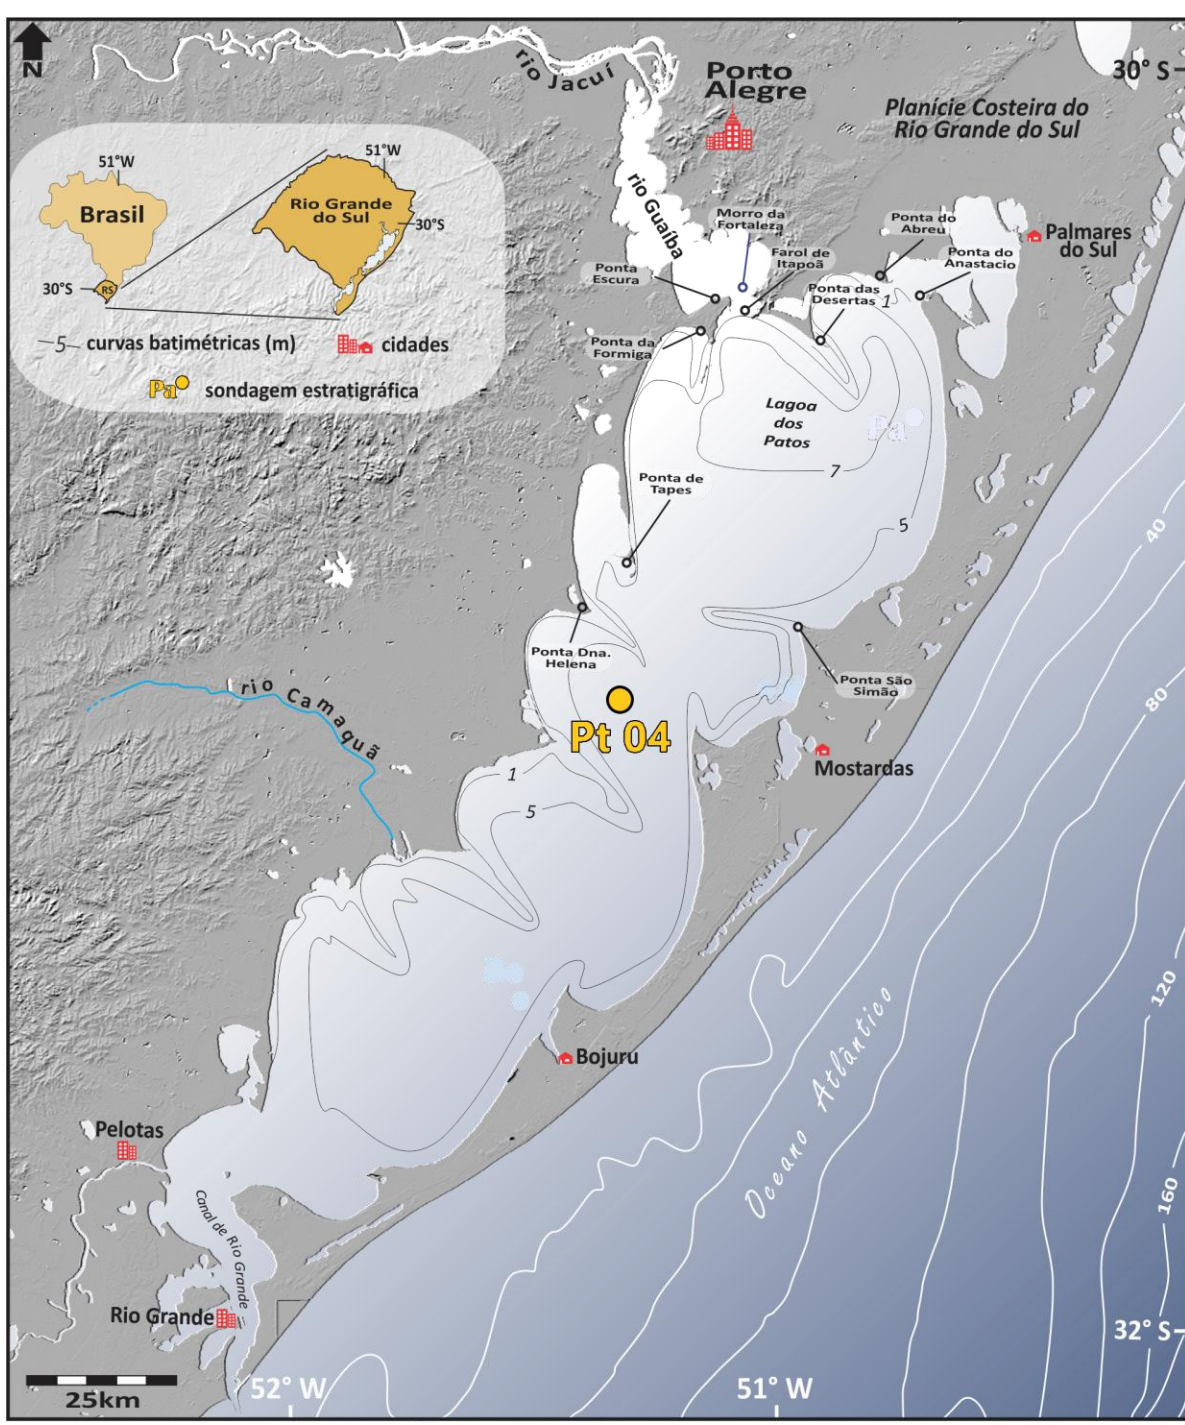 N
rio Jacuí
Porto
Alegre
30° S
Planície Costeira do
Rio Grande do Sul
51°W
Brasil
30°S
RS
51°W
Rio Grande
do Sul
30°S
5 curvas batimétricas (m)
cidades
Pa sondagem estratigráfica
rio Guaíba
Morro da
Fortaleza
Farol de
Itapoã
Ponta do
Abreu
Ponta do
Anastacio
Palmares
do Sul
Ponta
Escura
Ponta das
Desertas
1
Ponta da
Formiga
Lagoa
dos
Patos
Pa
7
5
40
Ponta de
Tapes
Ponta Dna.
Helena
Ponta São
Simão
rio Camaquã
Pt 04
80
Mostardas
1
5
120
Oceano Atlântico
Bojuru
Pelotas
160
Canal de Rio Grande
Rio Grande
32° S
25km
52° W
51° W